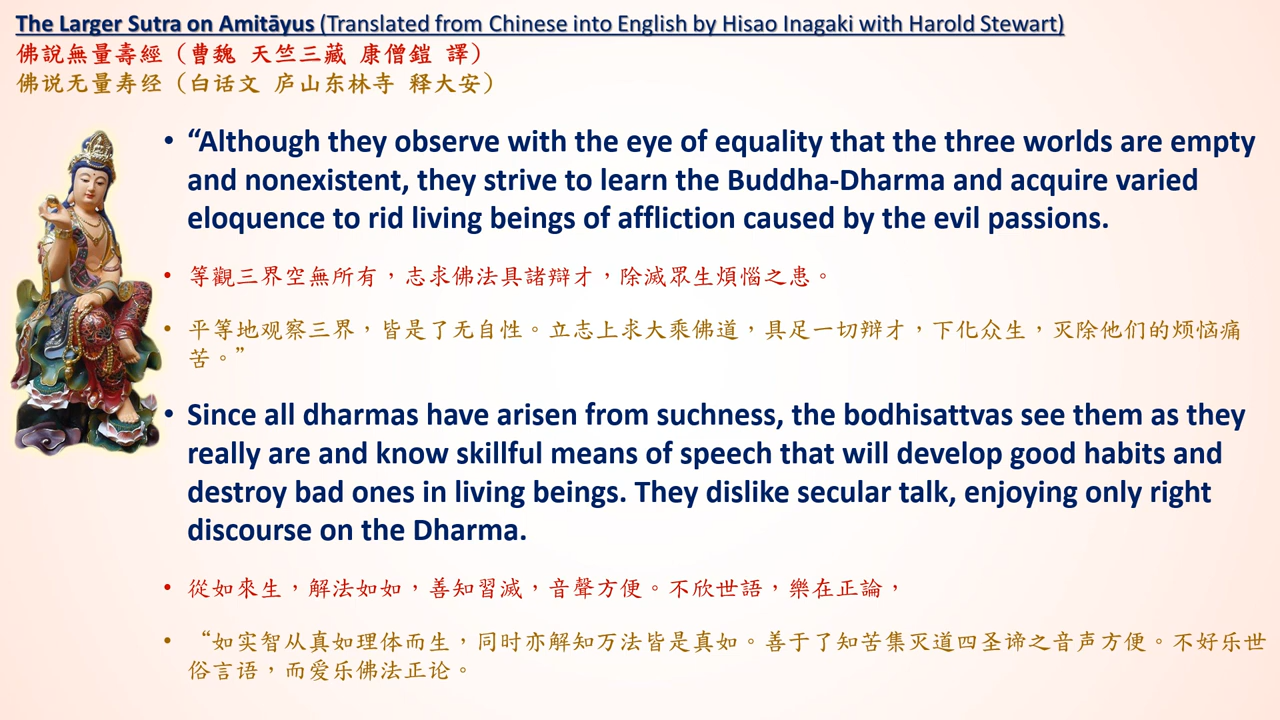 The Larger Sutra on Amitāyus (Translated from Chinese into English by Hisao Inagaki with Harold Stewart)
佛說無量壽經（曹魏 天竺三藏 康僧鎧 譯）
佛说无量寿经（白话文 庐山东林寺 释大安）
• “Although they observe with the eye of equality that the three worlds are empty
and nonexistent, they strive to learn the Buddha-Dharma and acquire varied
eloquence to rid living beings of affliction caused by the evil passions.
• 等觀三界空無所有，志求佛法具諸辯才，除滅眾生煩惱之患。
• 平等地观察三界，皆是了无自性。立志上求大乘佛道，具足一切辩才，下化众生，灭除他们的烦恼痛
苦。”
• Since all dharmas have arisen from suchness, the bodhisattvas see them as they
really are and know skillful means of speech that will develop good habits and
destroy bad ones in living beings. They dislike secular talk, enjoying only right
discourse on the Dharma.
• 從如來生，解法如如，善知習滅，音聲方便。不欣世語，樂在正論，
• “如实智从真如理体而生，同时亦解知万法皆是真如。善于了知苦集灭道四圣谛之音声方便。不好乐世
俗言语，而爱乐佛法正论。